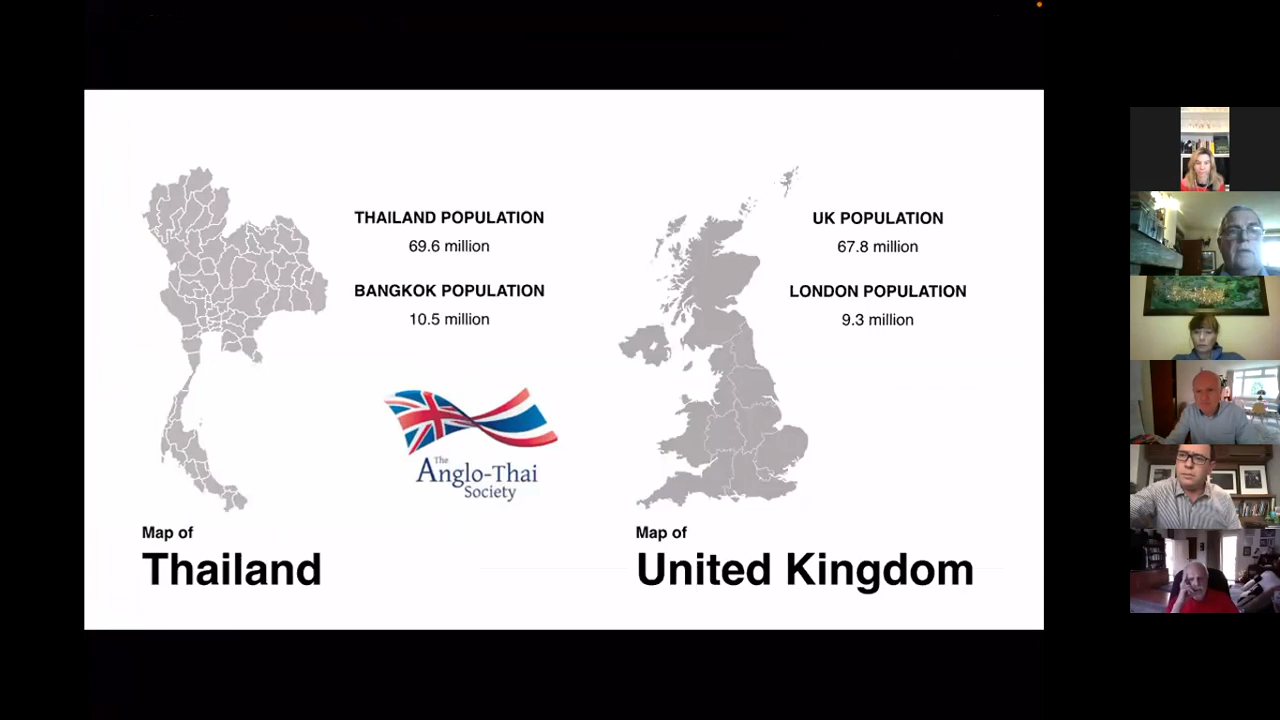 THAILAND POPULATION
69.6 million
BANGKOK POPULATION
10.5 million
UK POPULATION
67.8 million
LONDON POPULATION
9.3 million
The
Anglo-Thai
Society
Map of
Thailand
Map of
United Kingdom